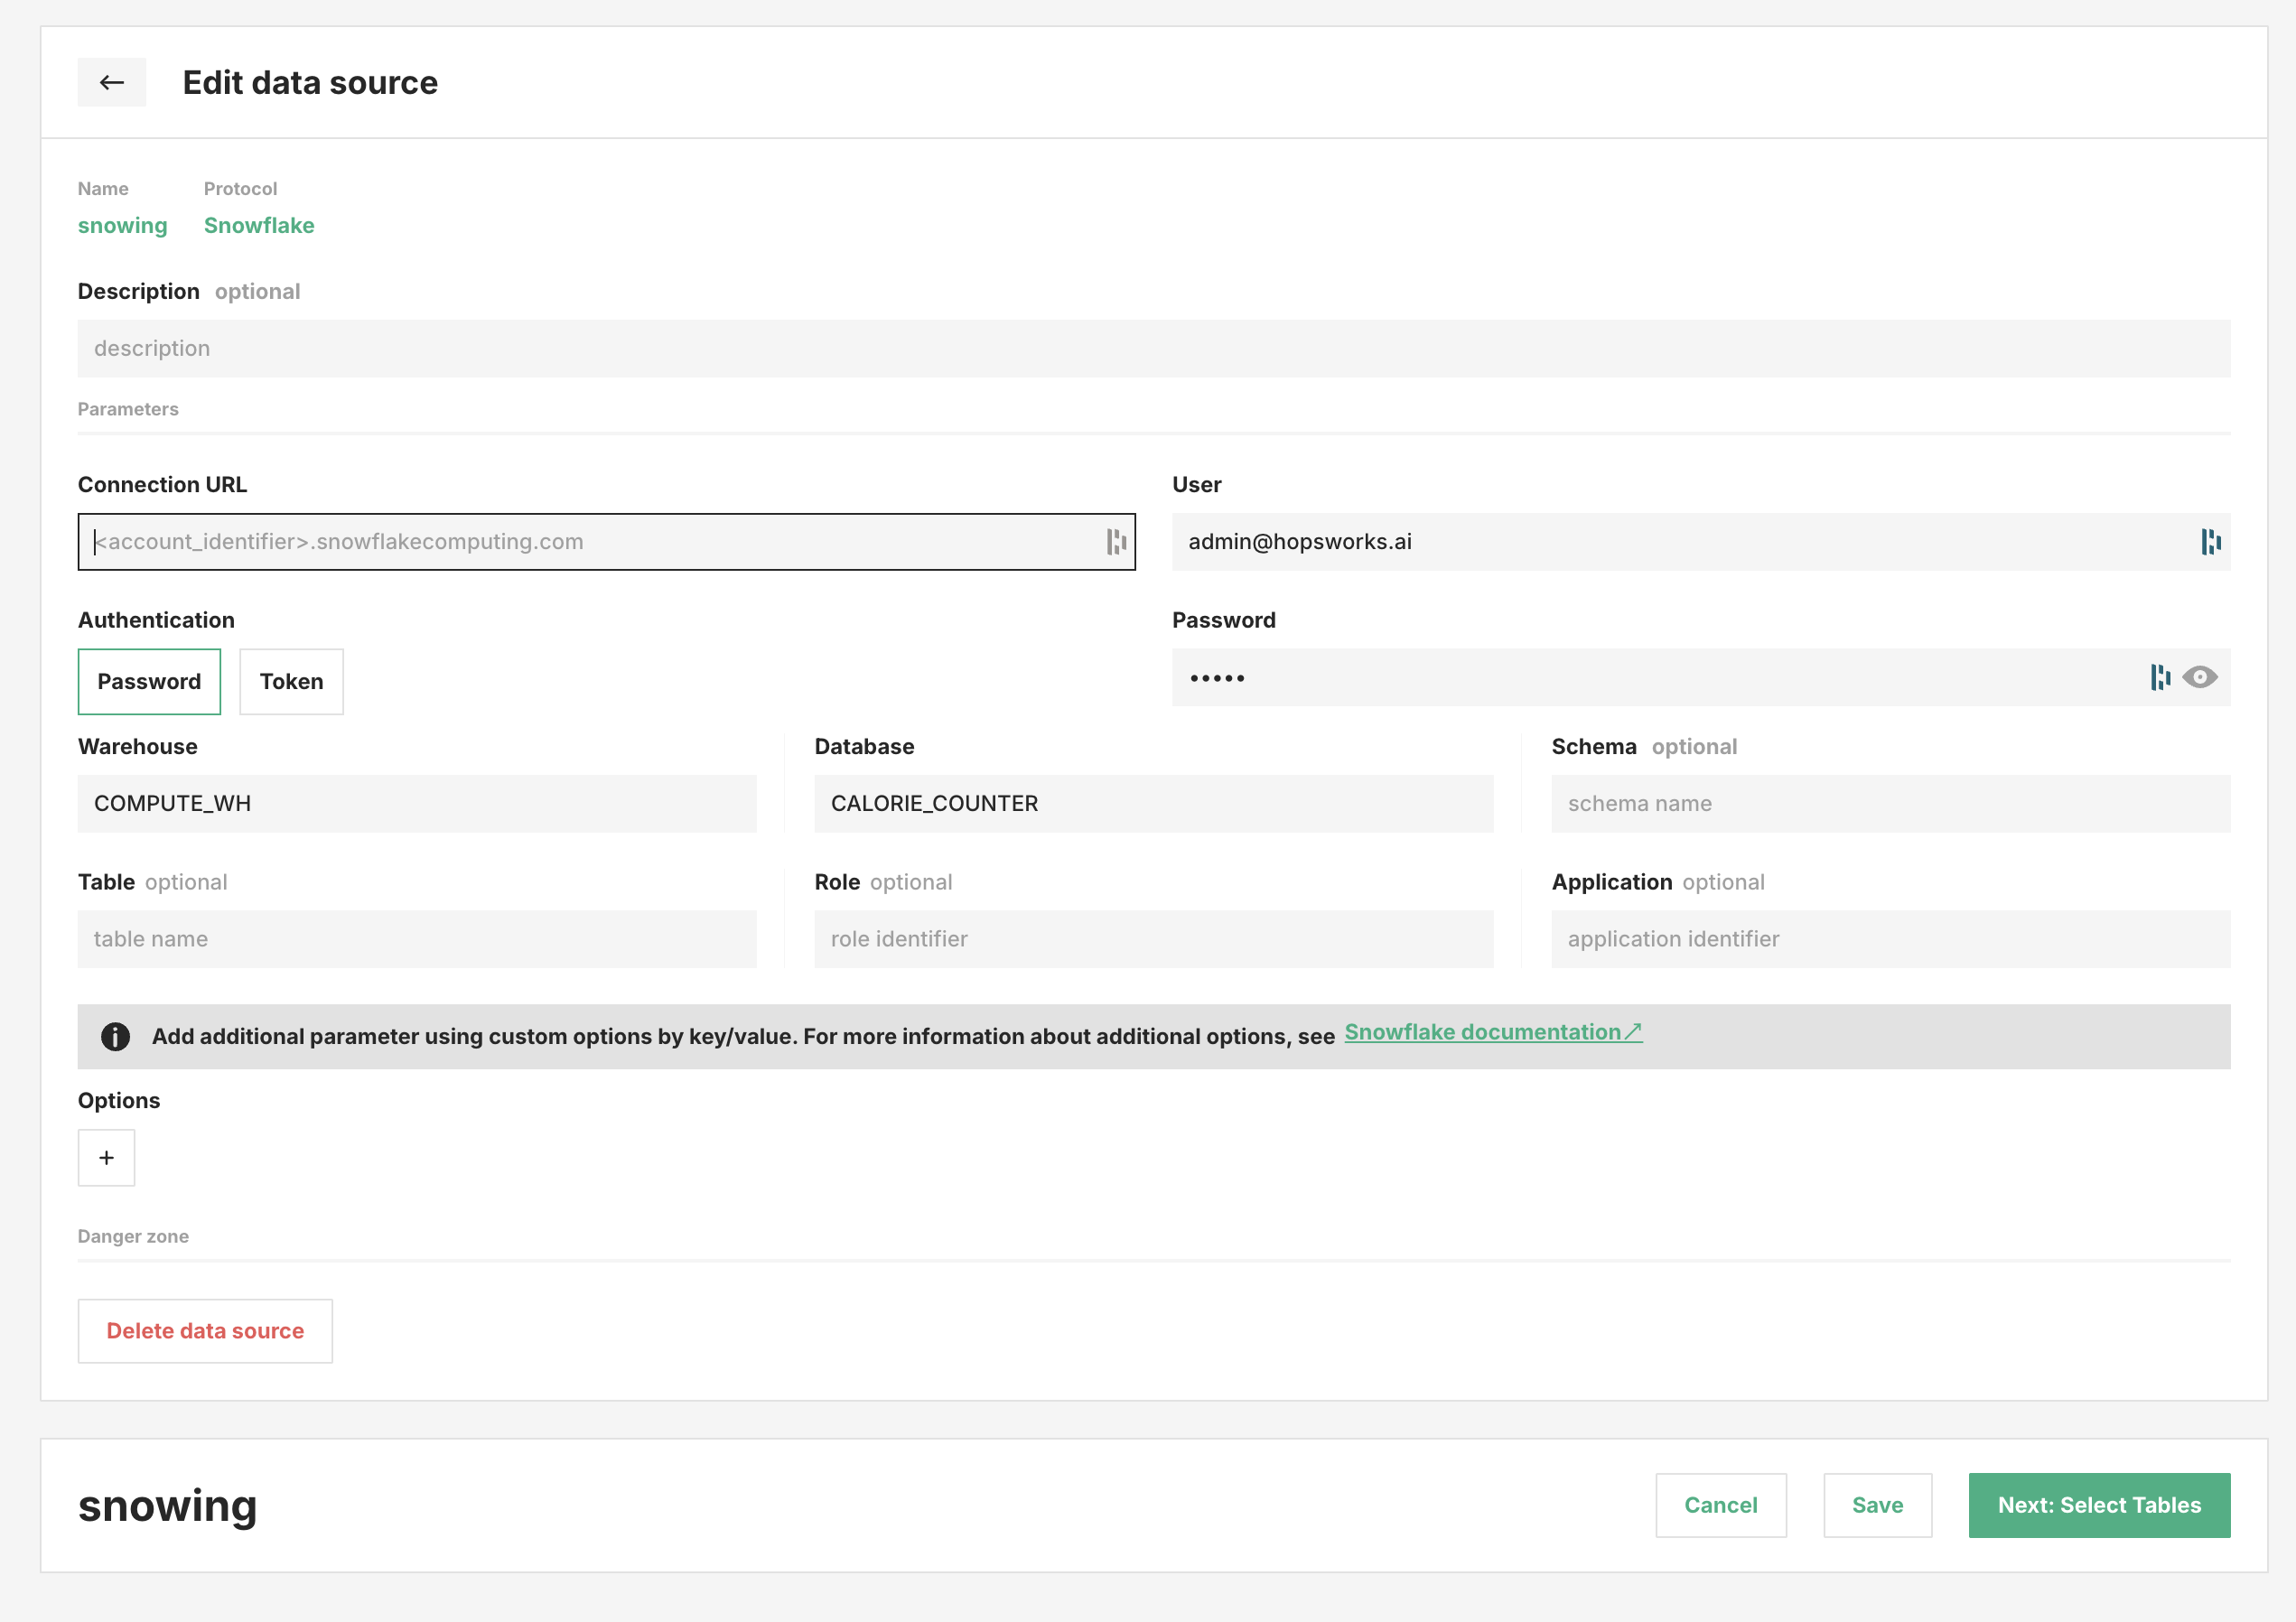 Edit data source
Name Protocol
snowing Snowflake
Description optional
description
Parameters
Connection URL User
<account_identifier>.snowflakecomputing.com admin@hopsworks.ai
Authentication Password
Password Token •••••
Warehouse Database Schema optional
COMPUTE_WH CALORIE_COUNTER schema name
Table optional Role optional Application optional
table name role identifier application identifier
Add additional parameter using custom options by key/value. For more information about additional options, see Snowflake documentation↗
Options
+
Danger zone
Delete data source
snowing Cancel Save Next: Select Tables